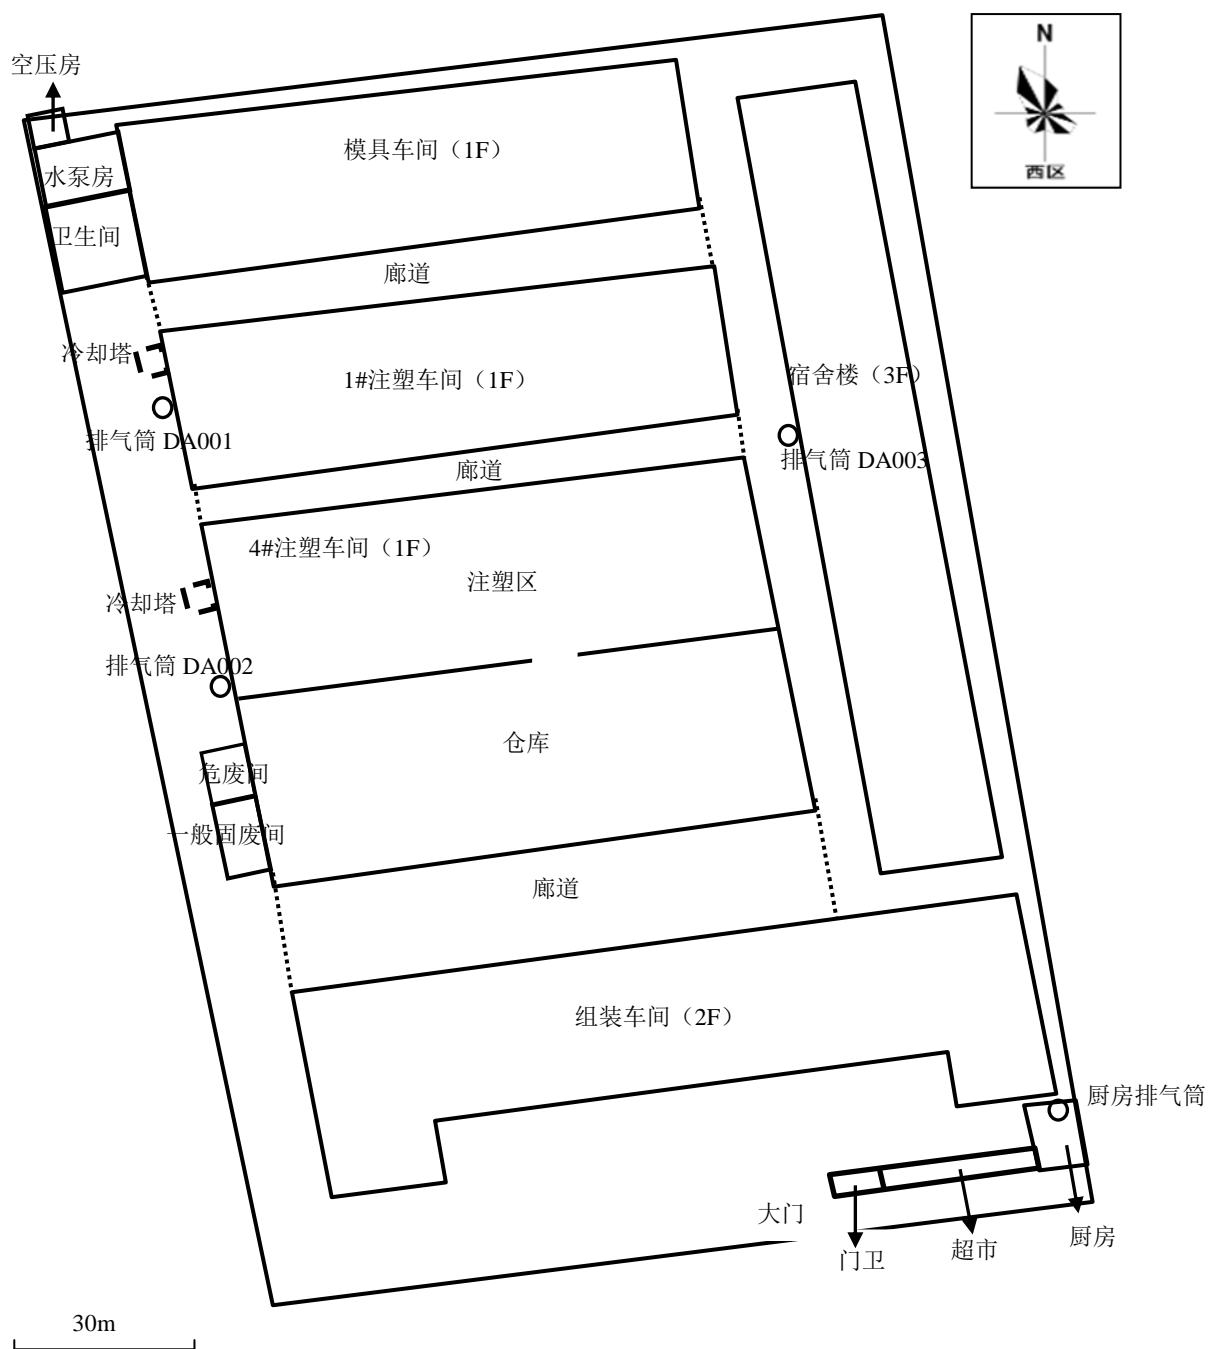 空压房
N
西区
模具车间（1F）
水泵房
卫生间
廊道
冷却塔
1#注塑车间（1F）
宿舍楼（3F）
排气筒 DA001
排气筒 DA003
廊道
4#注塑车间（1F）
注塑区
冷却塔
排气筒 DA002
仓库
危废间
一般固废间
廊道
组装车间（2F）
厨房排气筒
大门
门卫
超市
厨房
30m